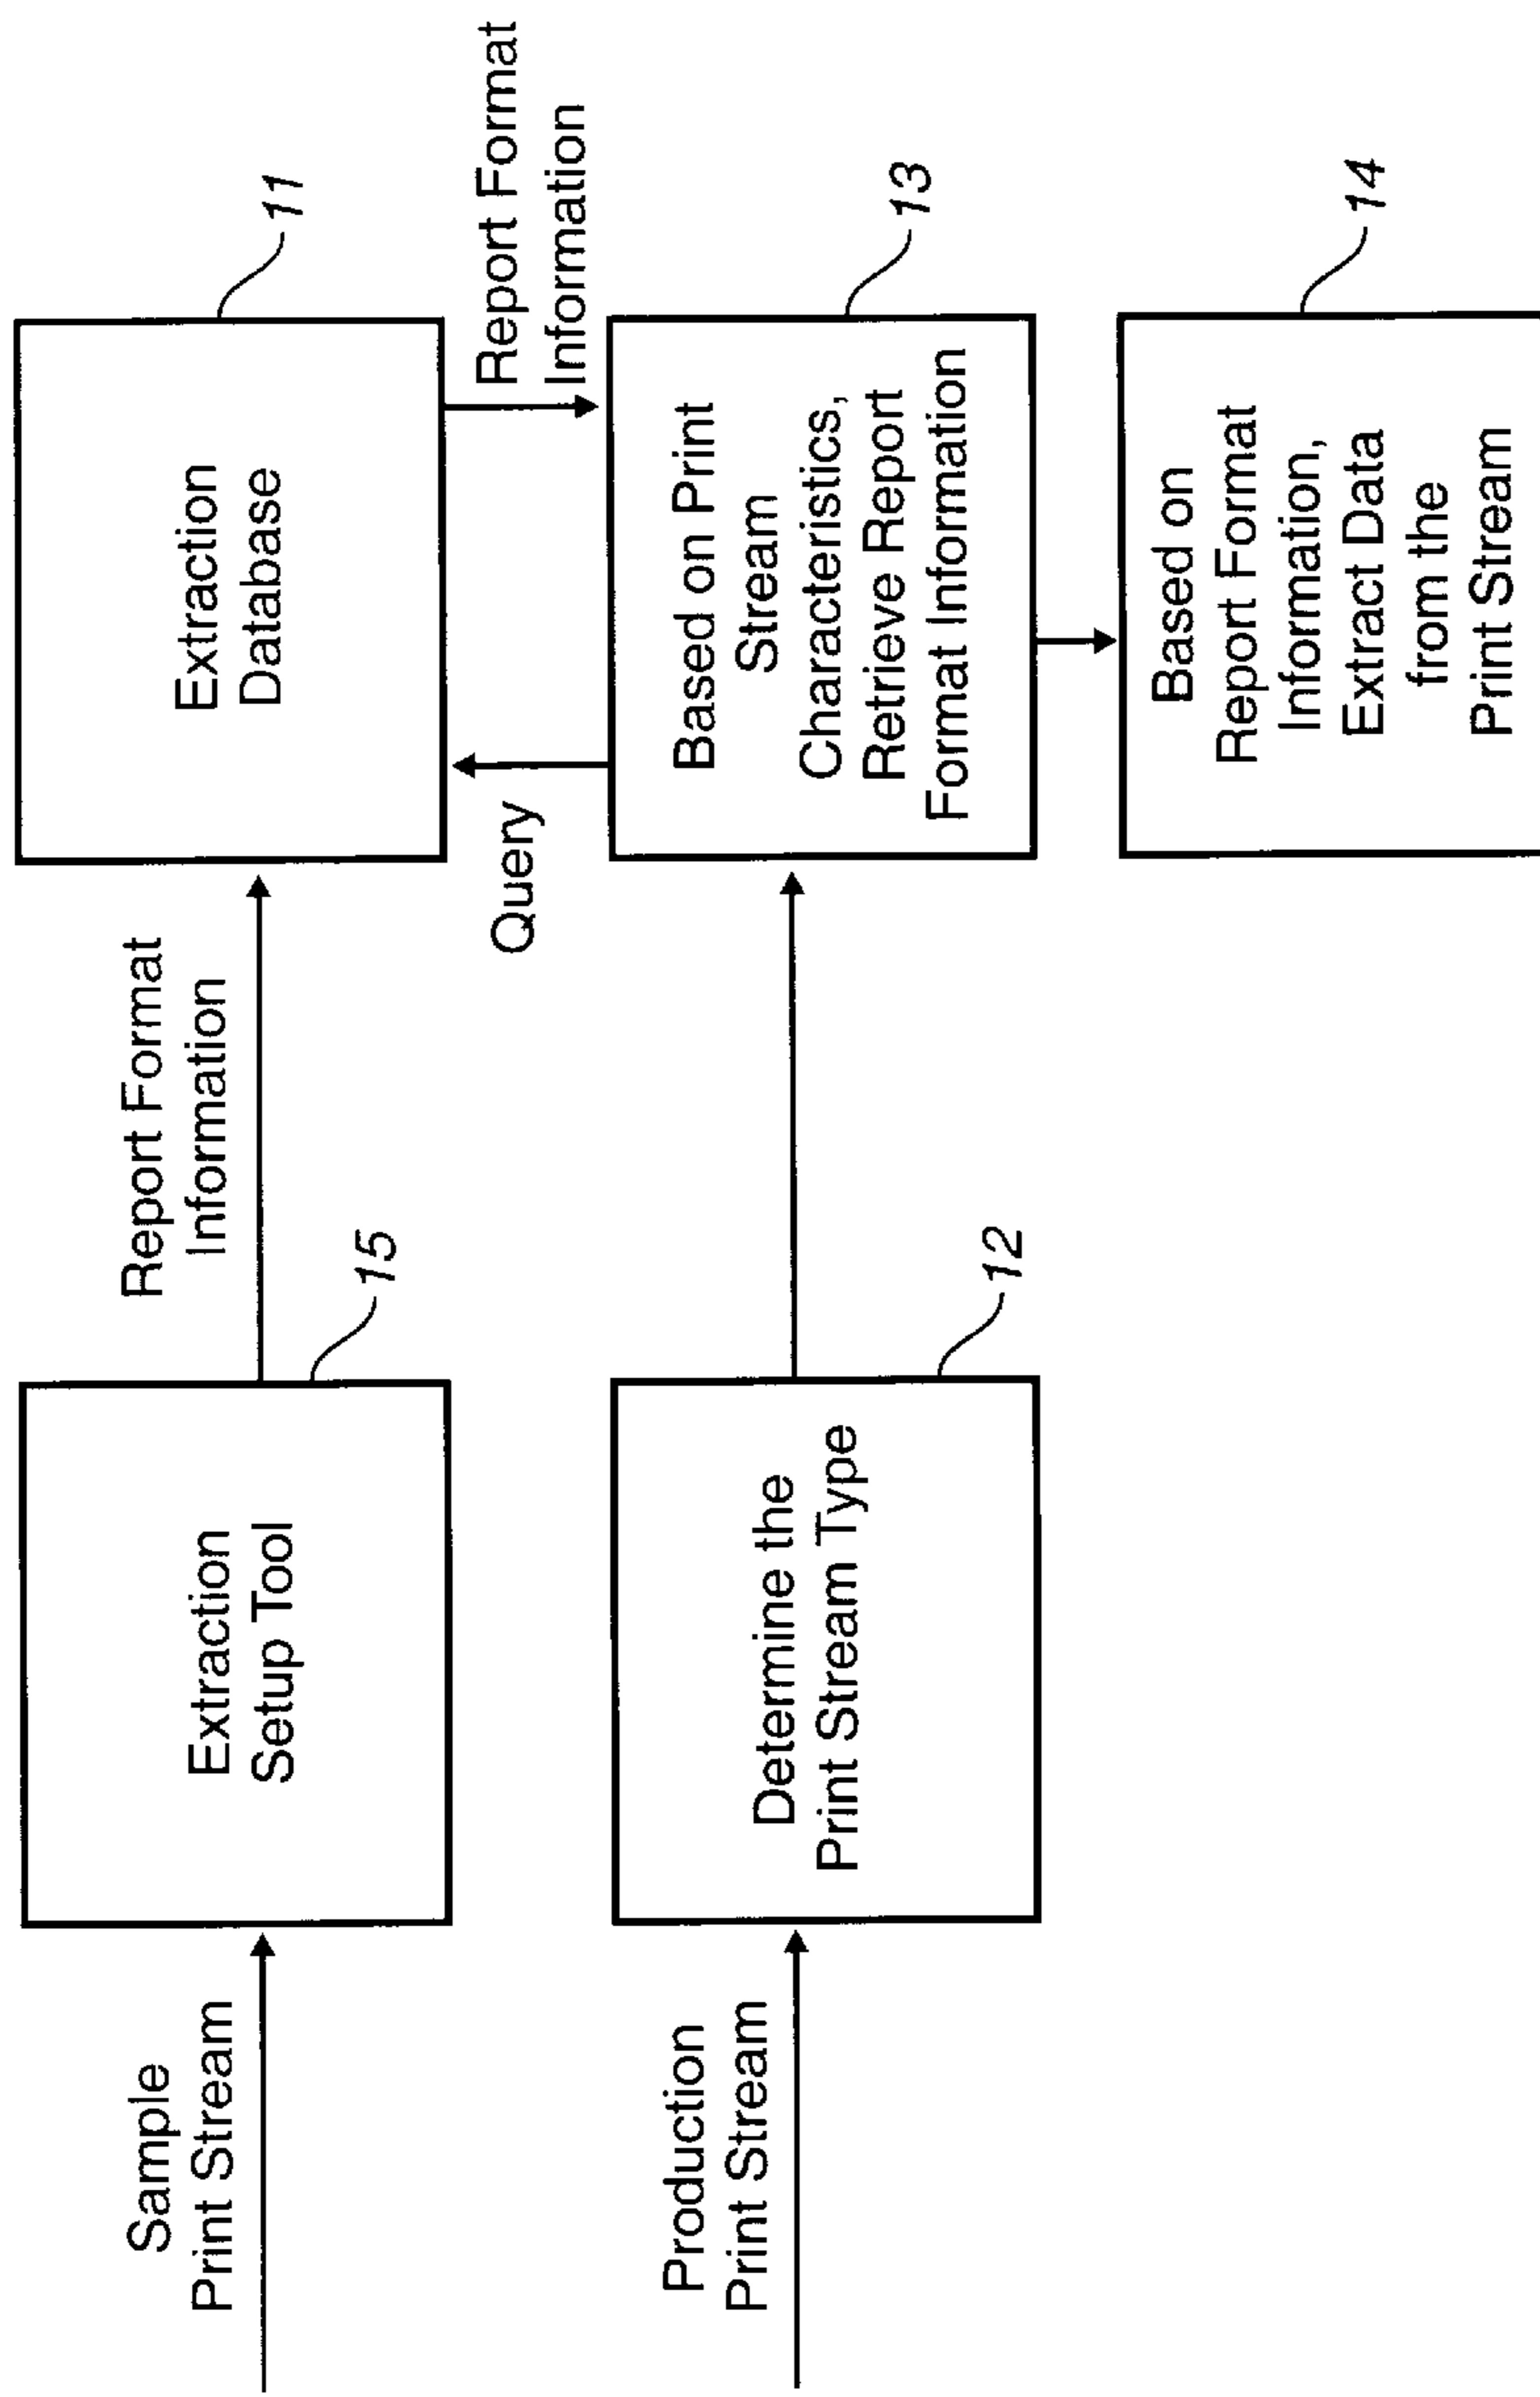 Sample
Print Stream
Extraction
Setup Tool
15
Report Format
Information
Extraction
Database
11
Query
Report Format
Information
Production
Print Stream
Determine the
Print Stream Type
12
Based on Print
Stream
Characteristics,
Retrieve Report
Format Information
13
Based on
Report Format
Information,
Extract Data
from the
Print Stream
14